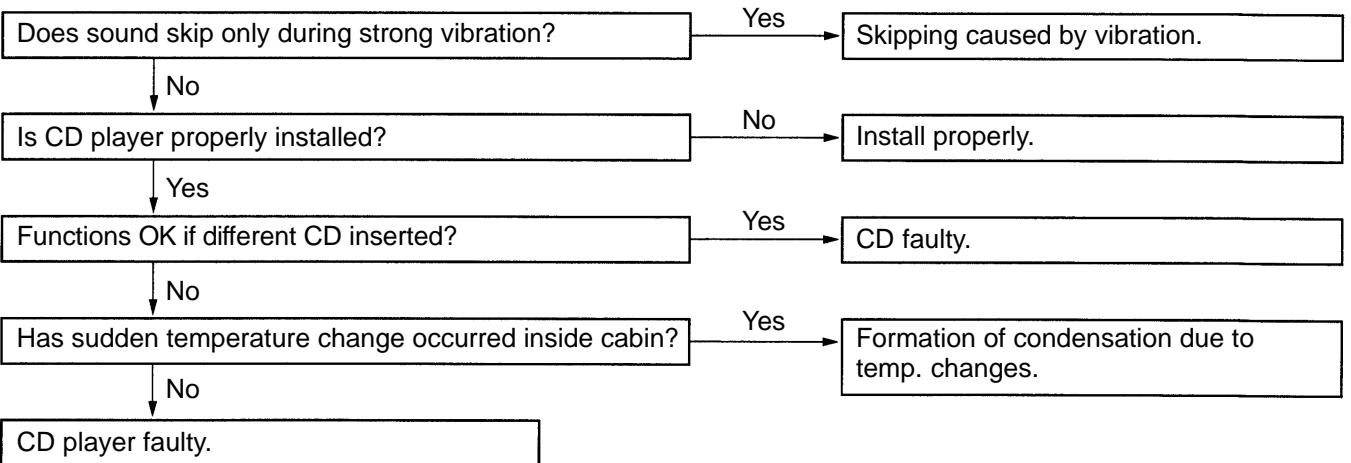 Does sound skip only during strong vibration?
Yes
Skipping caused by vibration.
No
Is CD player properly installed?
No
Install properly.
Yes
Functions OK if different CD inserted?
Yes
CD faulty.
No
Has sudden temperature change occurred inside cabin?
Yes
Formation of condensation due to
temp. changes.
No
CD player faulty.